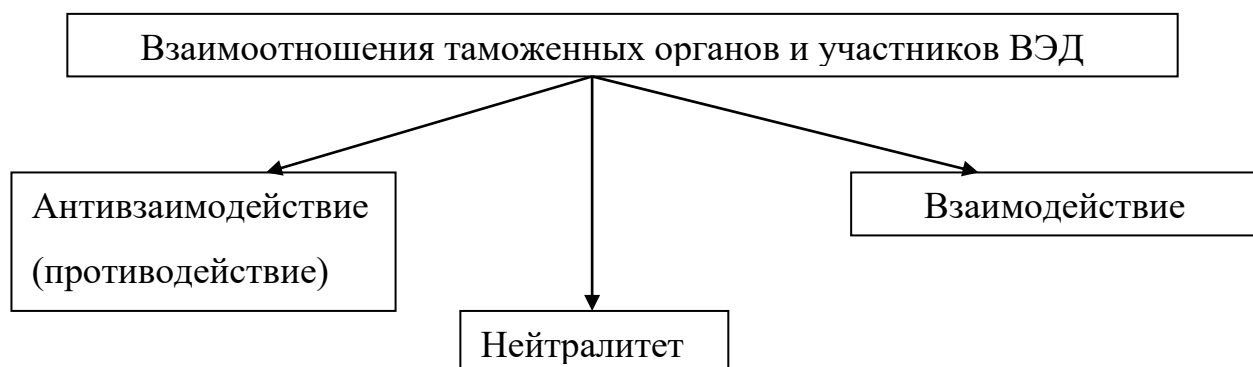 Взаимоотношения таможенных органов и участников ВЭД
Антивзаимодействие
(противодействие)
Взаимодействие
Нейтралитет